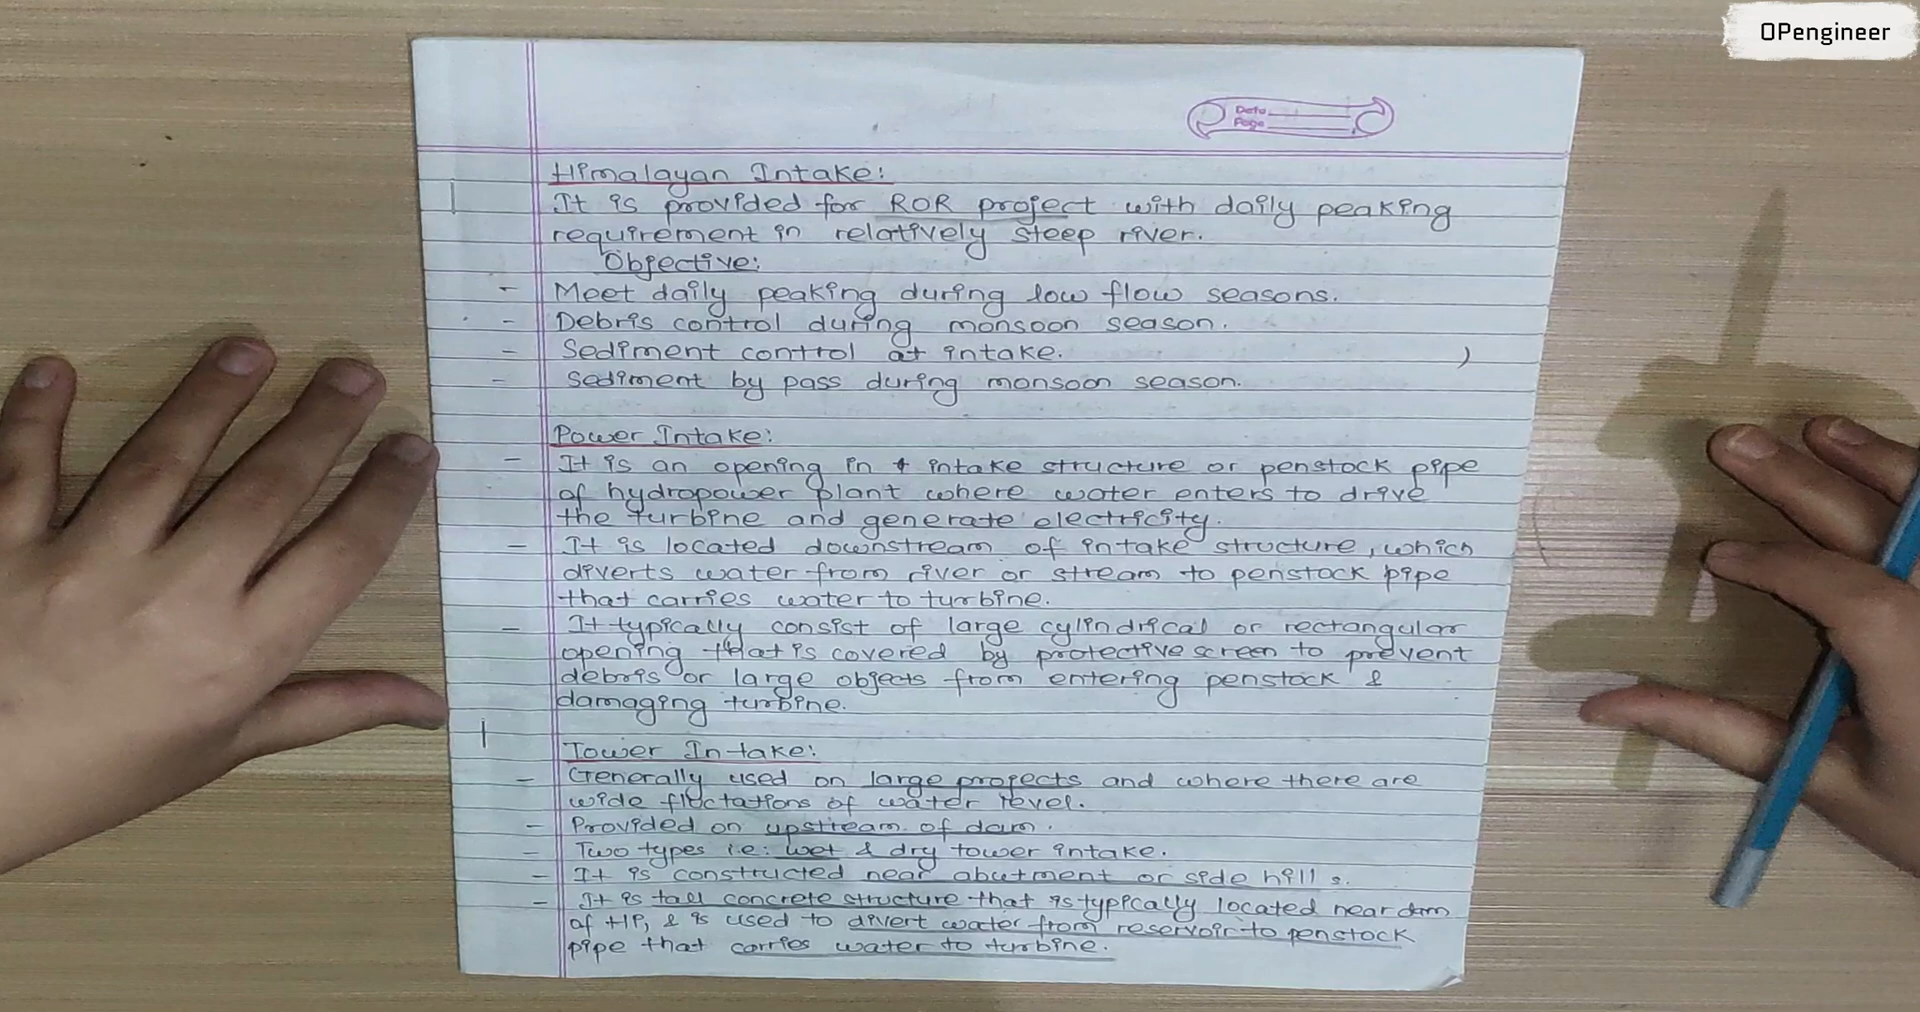 OPengineer
Date
Page
Himalayan Intake:
It is provided for ROR project with daily peaking
requirement in relatively steep river.
Objective:
- Meet daily peaking during low flow seasons.
- Debris control during monsoon season.
- Sediment control at intake.
- Sediment by pass during monsoon season.
Power Intake:
- It is an opening in intake structure or penstock pipe
of hydropower plant where water enters to drive
the turbine and generate electricity.
- It is located downstream of intake structure, which
diverts water from river or stream to penstock pipe
that carries water to turbine.
- It typically consist of large cylindrical or rectangular
opening that is covered by protective screen to prevent
debris or large objects from entering penstock &
damaging turbine.
Tower Intake:
- Generally used on large projects and where there are
wide fluctations of water level.
- Provided on upstream of dam.
- Two types i.e: wet & dry tower intake.
- It is constructed near abutment or side hills.
- It is tall concrete structure that is typically located near dam
of HP, & is used to divert water from reservoir to penstock
pipe that carries water to turbine.